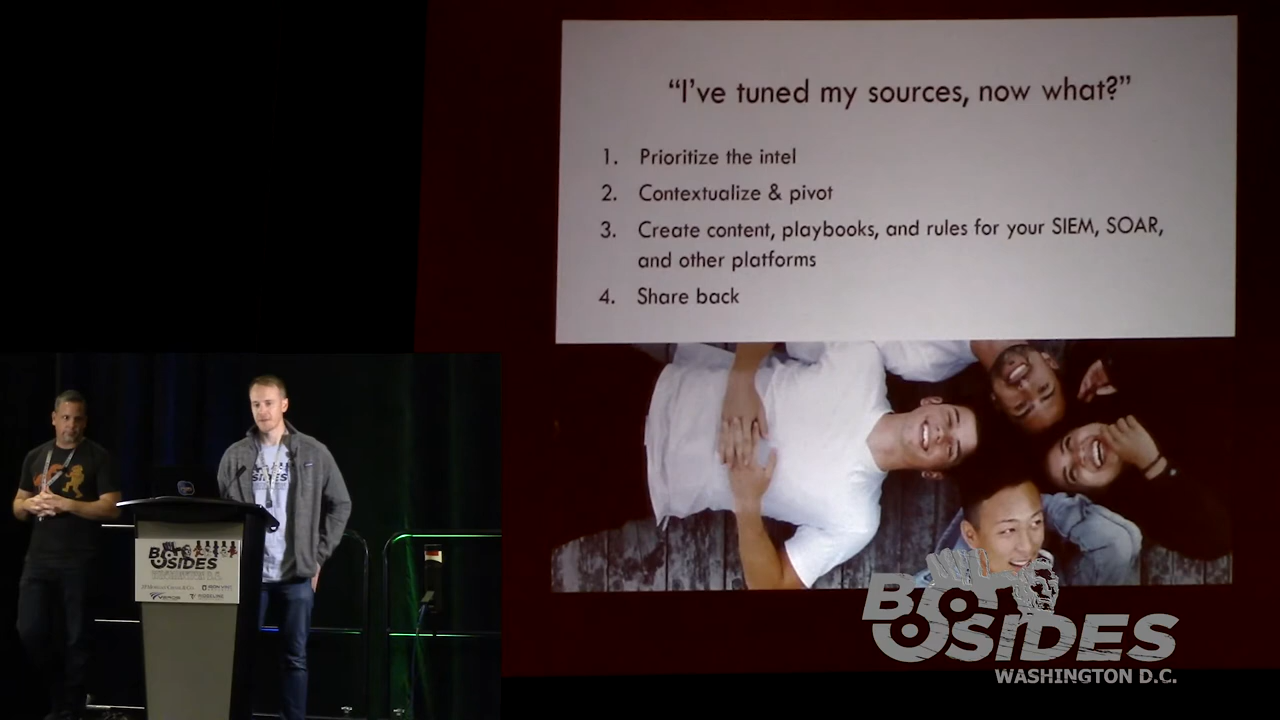 “I’ve tuned my sources, now what?”
1. Prioritize the intel
2. Contextualize & pivot
3. Create content, playbooks, and rules for your SIEM, SOAR,
and other platforms
4. Share back
SIDES
BSIDES
BSIDES
WASHINGTON D.C.